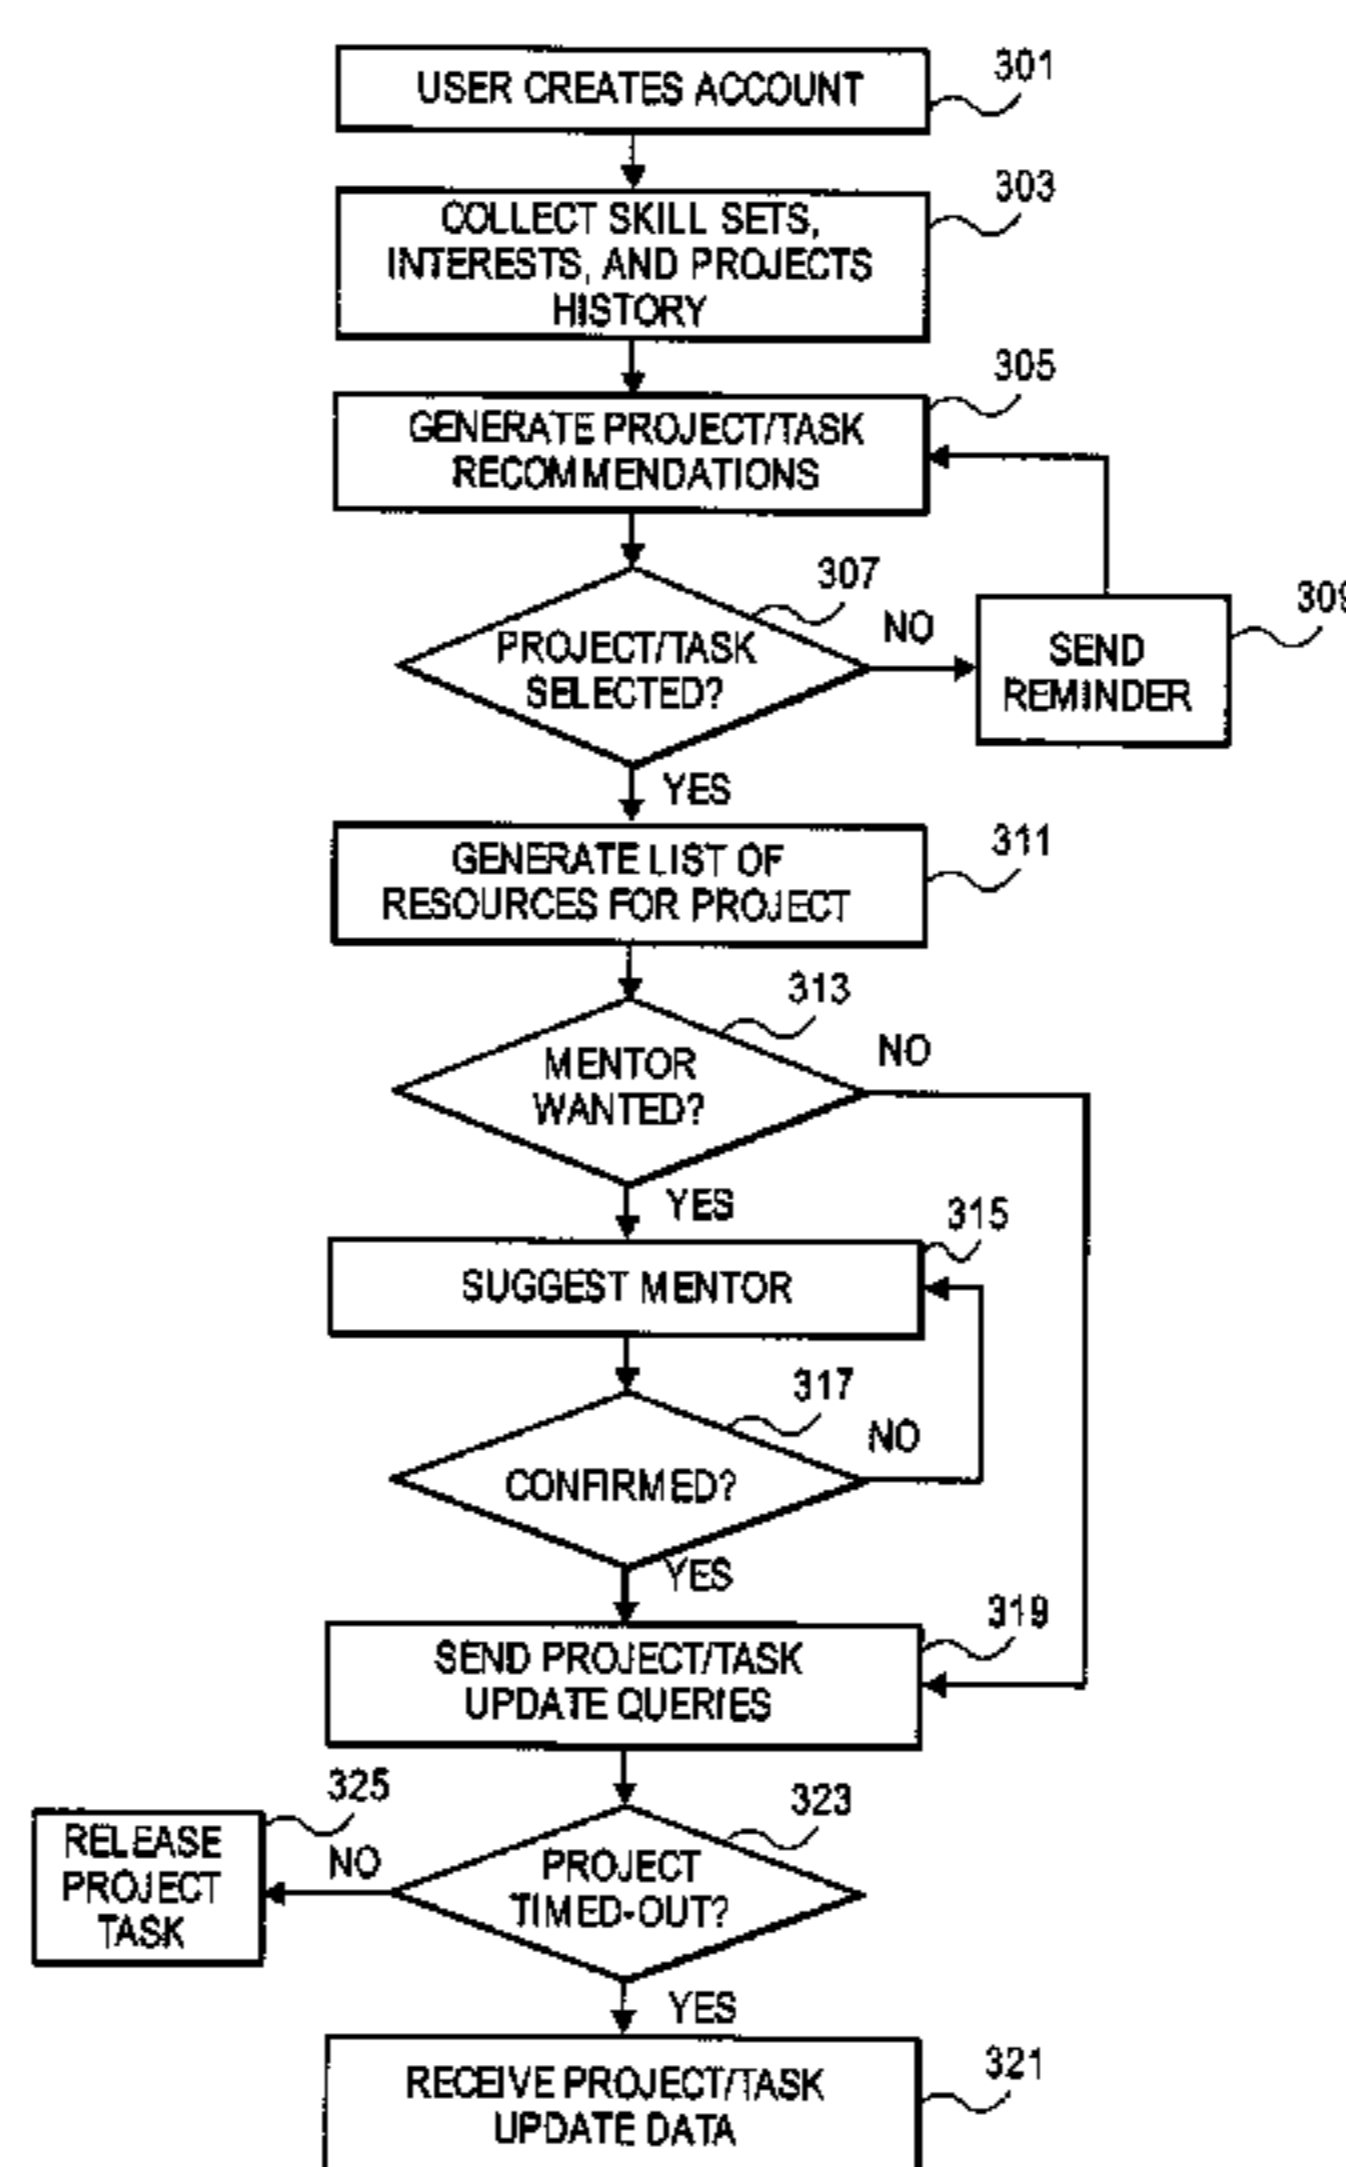 USER CREATES ACCOUNT
301
COLLECT SKILL SETS,
INTERESTS, AND PROJECTS
HISTORY
303
GENERATE PROJECT/TASK
RECOMMENDATIONS
305
PROJECT/TASK
SELECTED?
307
NO
SEND
REMINDER
309
YES
GENERATE LIST OF
RESOURCES FOR PROJECT
311
MENTOR
WANTED?
313
NO
YES
SUGGEST MENTOR
315
CONFIRMED?
317
NO
YES
SEND PROJECT/TASK
UPDATE QUERIES
319
PROJECT
TIMED-OUT?
323
NO
RELEASE
PROJECT
TASK
325
YES
RECEIVE PROJECT/TASK
UPDATE DATA
321